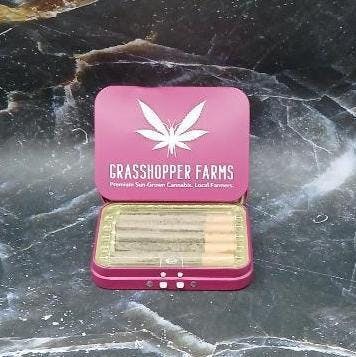 GRASSHOPPER FARMS
Premium Sun-Grown Cannabis. Local Farmers.